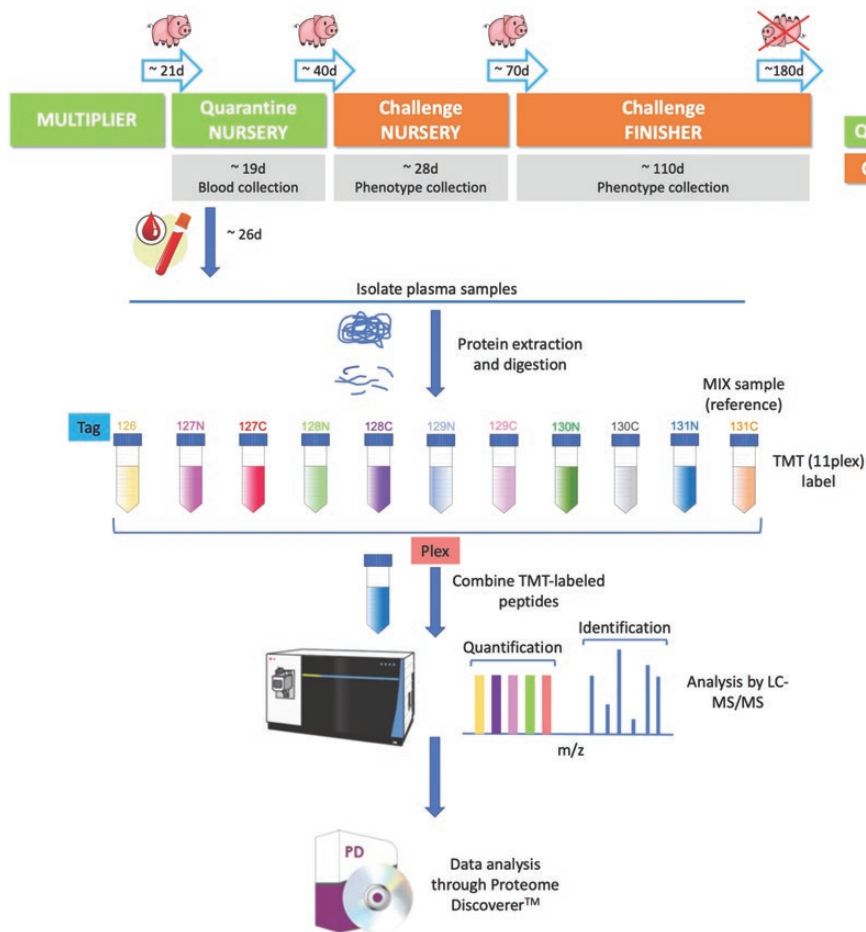 ~ 21d
~ 40d
~ 70d
~180d
MULTIPLIER
Quarantine
NURSERY
Challenge
NURSERY
Challenge
FINISHER
Q
~ 19d
Blood collection
~ 28d
Phenotype collection
~ 110d
Phenotype collection
~ 26d
Isolate plasma samples
Protein extraction
and digestion
MIX sample
(reference)
Tag
126
127N
127C
128N
128C
129N
129C
130N
130C
131N
131C
TMT (11plex)
label
Plex
Combine TMT-labeled
peptides
Quantification
Identification
Analysis by LC-
MS/MS
m/z
PD
Data analysis
through Proteome
Discoverer™